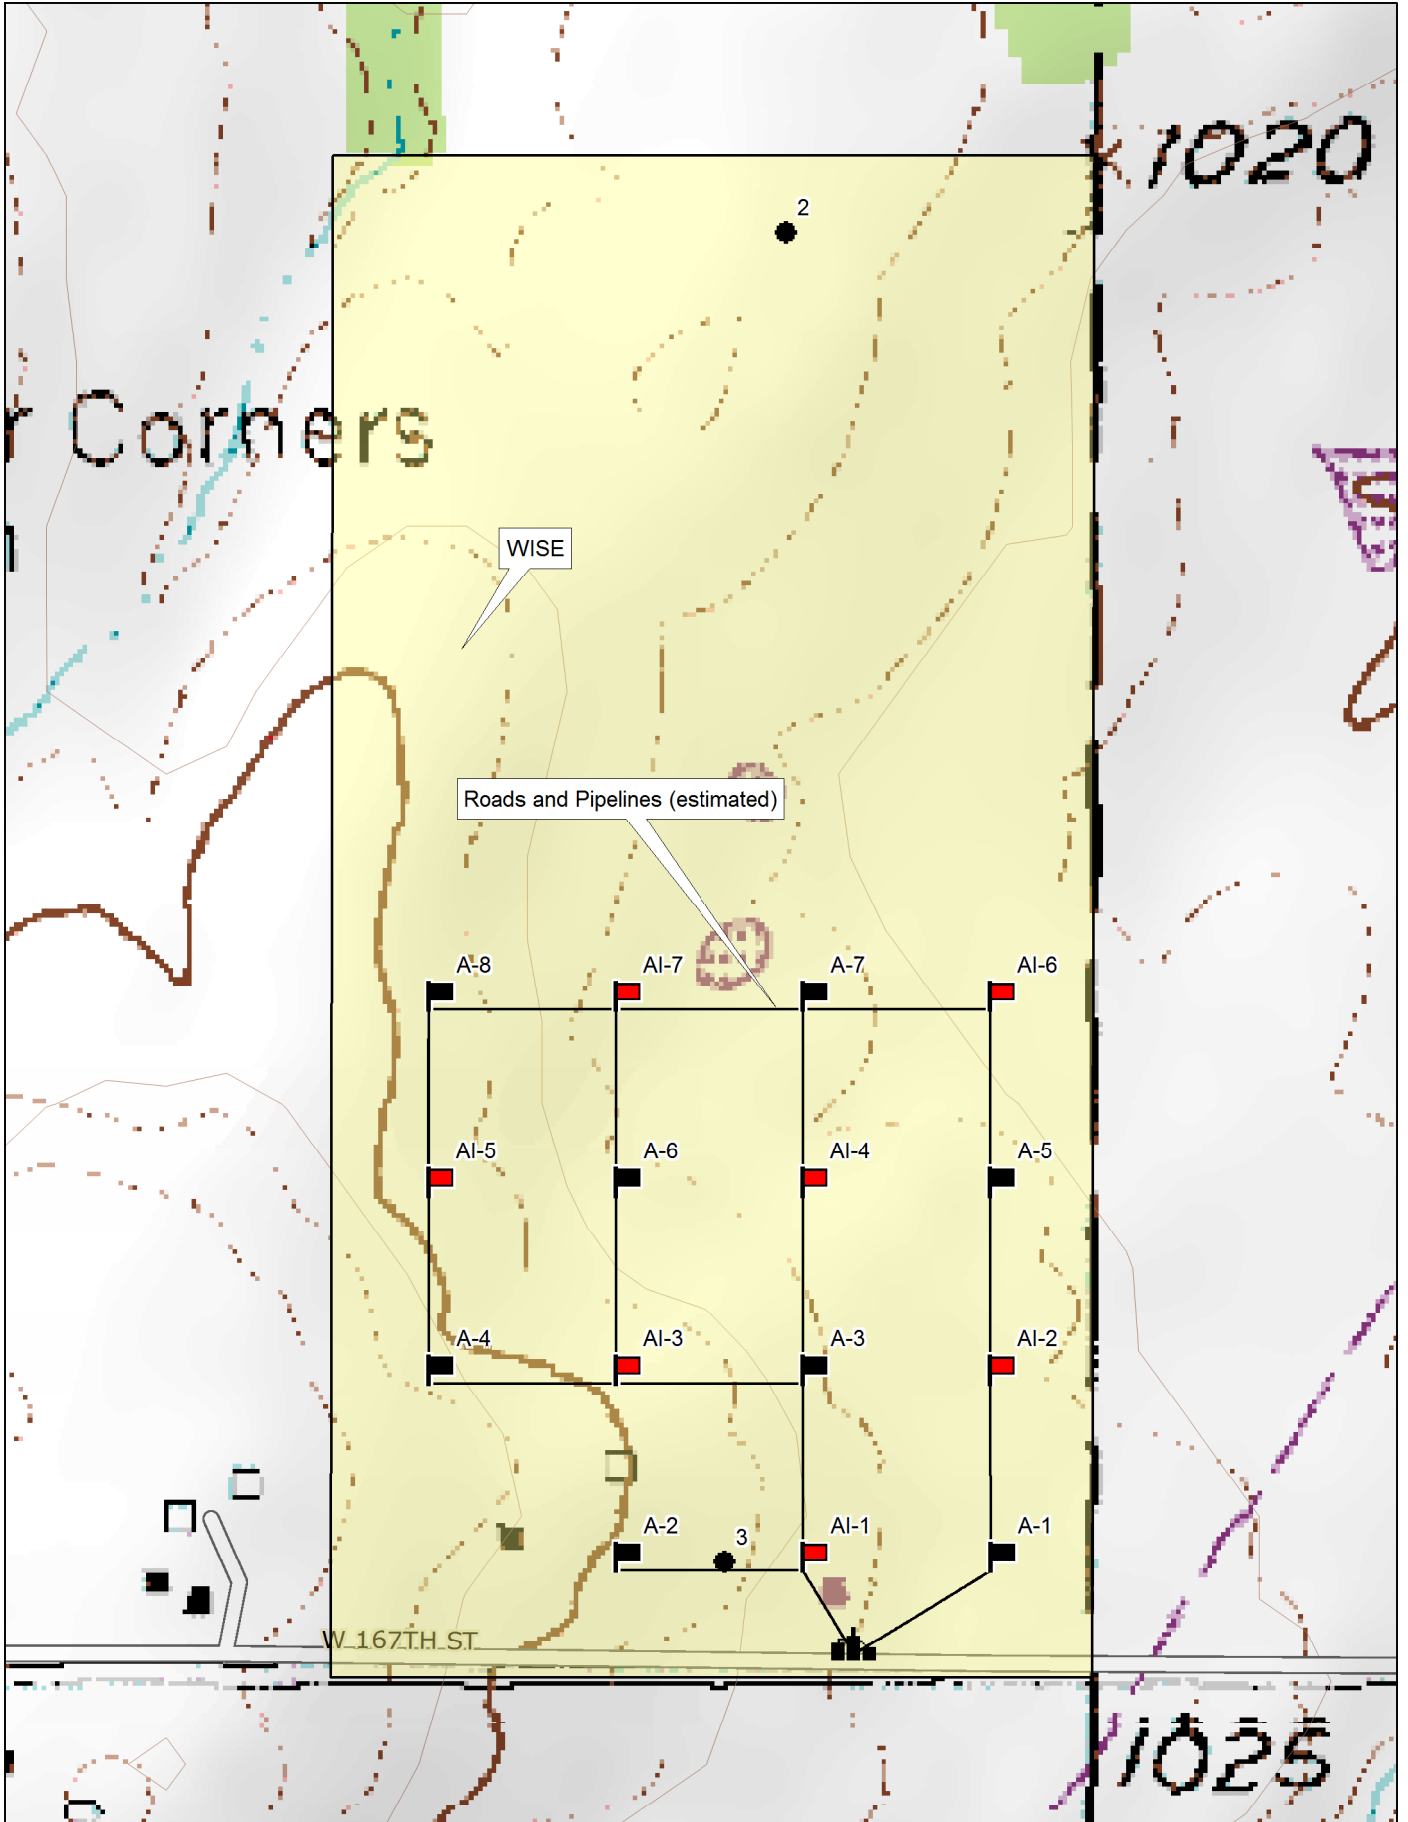 1020
2
r Corners
WISE
Roads and Pipelines (estimated)
A-8
AI-7
A-7
AI-6
AI-5
A-6
AI-4
A-5
A-4
AI-3
A-3
AI-2
A-2
3
AI-1
A-1
W 167TH ST
1025